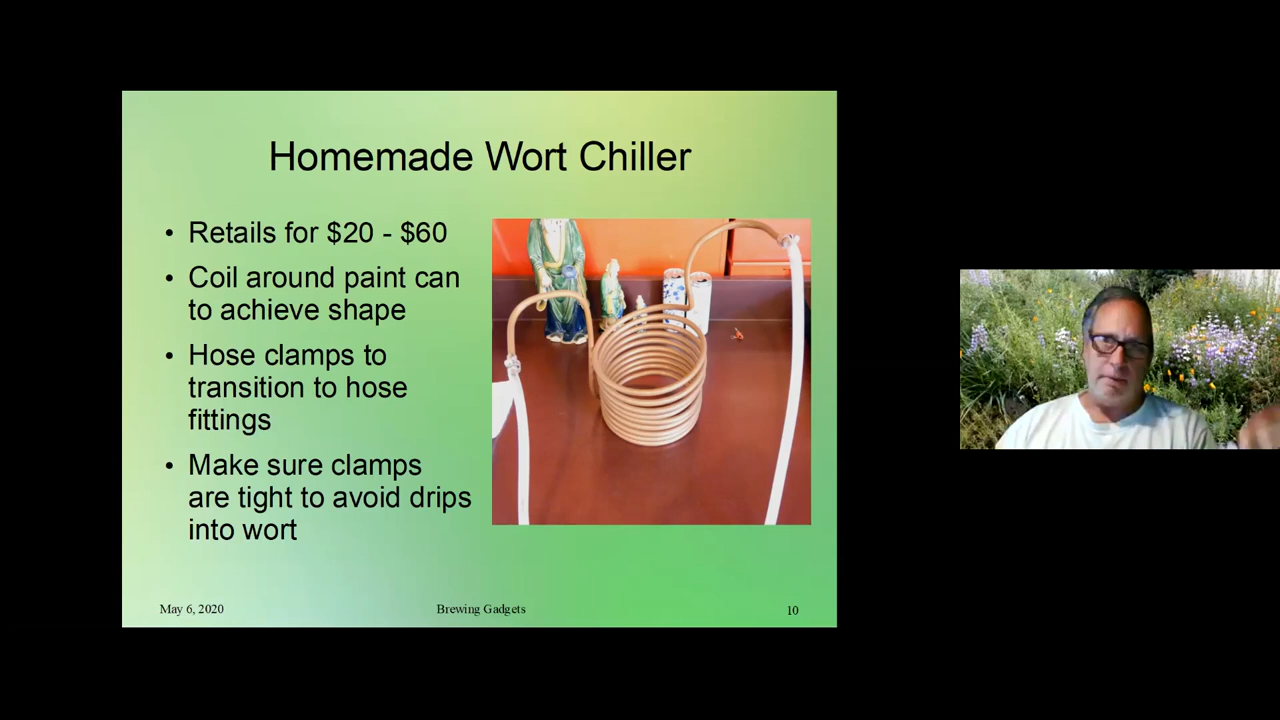 Homemade Wort Chiller
• Retails for $20 - $60
• Coil around paint can
to achieve shape
• Hose clamps to
transition to hose
fittings
• Make sure clamps
are tight to avoid drips
into wort
May 6, 2020
Brewing Gadgets
10